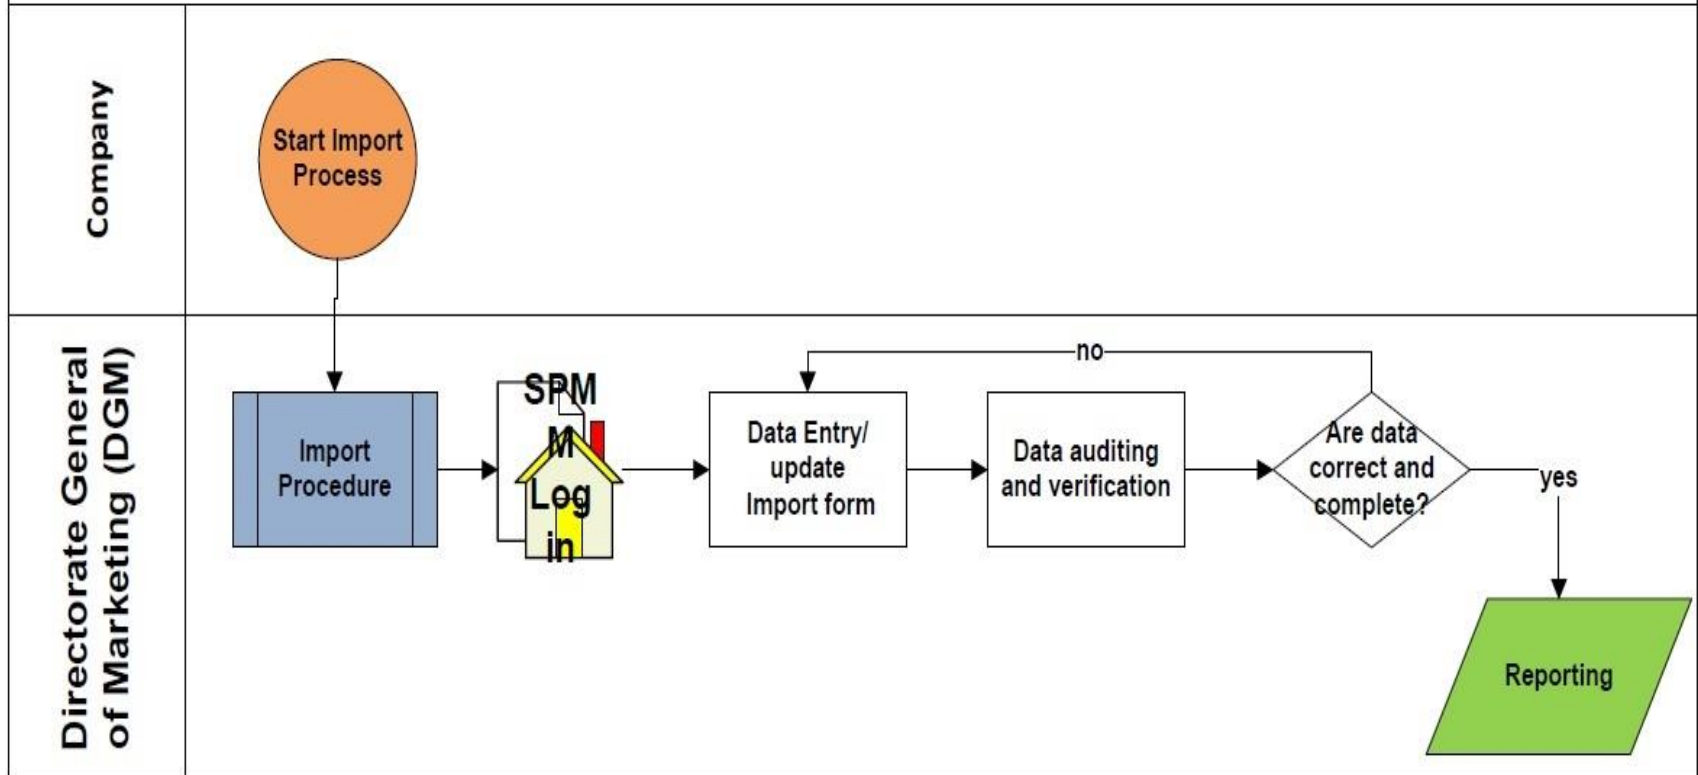 Company
Start Import
Process
Directorate General
of Marketing (DGM)
Import
Procedure
SPM
M
Log
in
Data Entry/
update
Import form
Data auditing
and verification
Are data
correct and
complete?
no
yes
Reporting